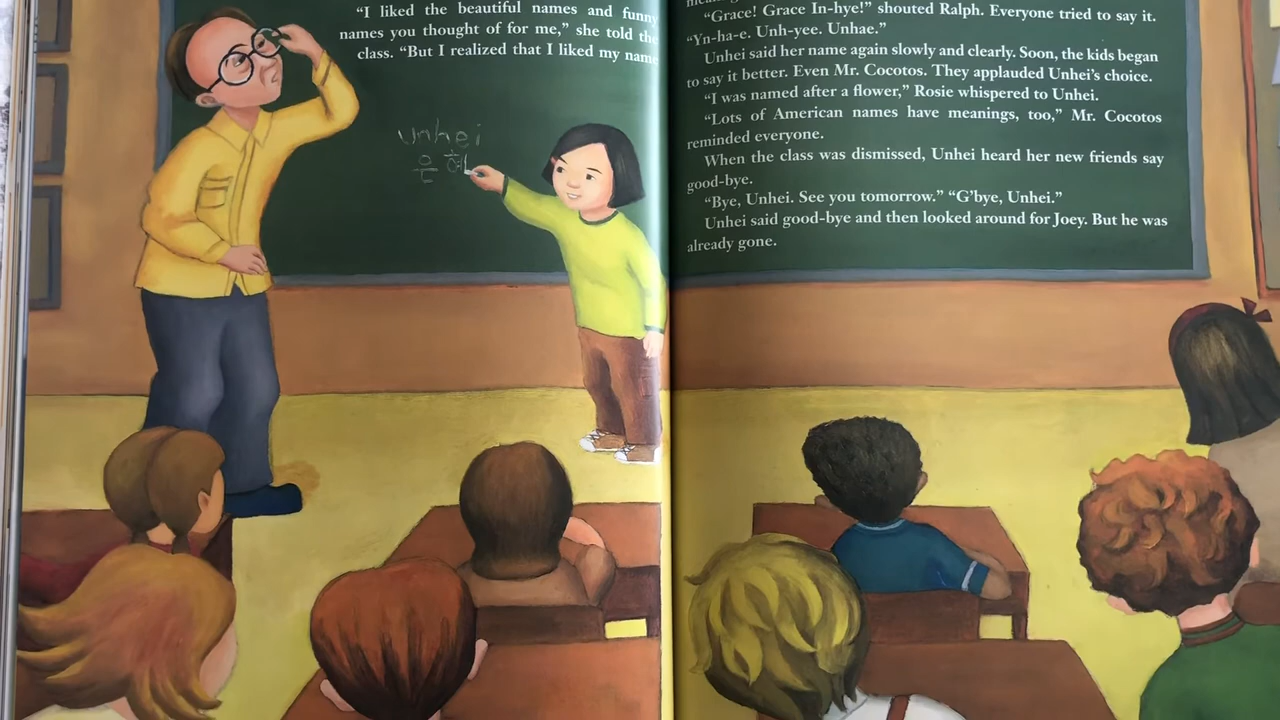 "I liked the beautiful names and funny
names you thought of for me," she told the
class. "But I realized that I liked my name
Unhei
은혜
"Grace! Grace In-hye!" shouted Ralph. Everyone tried to say it.
"Yn-ha-e. Unh-yee. Unhae."
Unhei said her name again slowly and clearly. Soon, the kids began
to say it better. Even Mr. Cocotos. They applauded Unhei's choice.
"I was named after a flower," Rosie whispered to Unhei.
"Lots of American names have meanings, too," Mr. Cocotos
reminded everyone.
When the class was dismissed, Unhei heard her new friends say
good-bye.
"Bye, Unhei. See you tomorrow." "G'bye, Unhei."
Unhei said good-bye and then looked around for Joey. But he was
already gone.